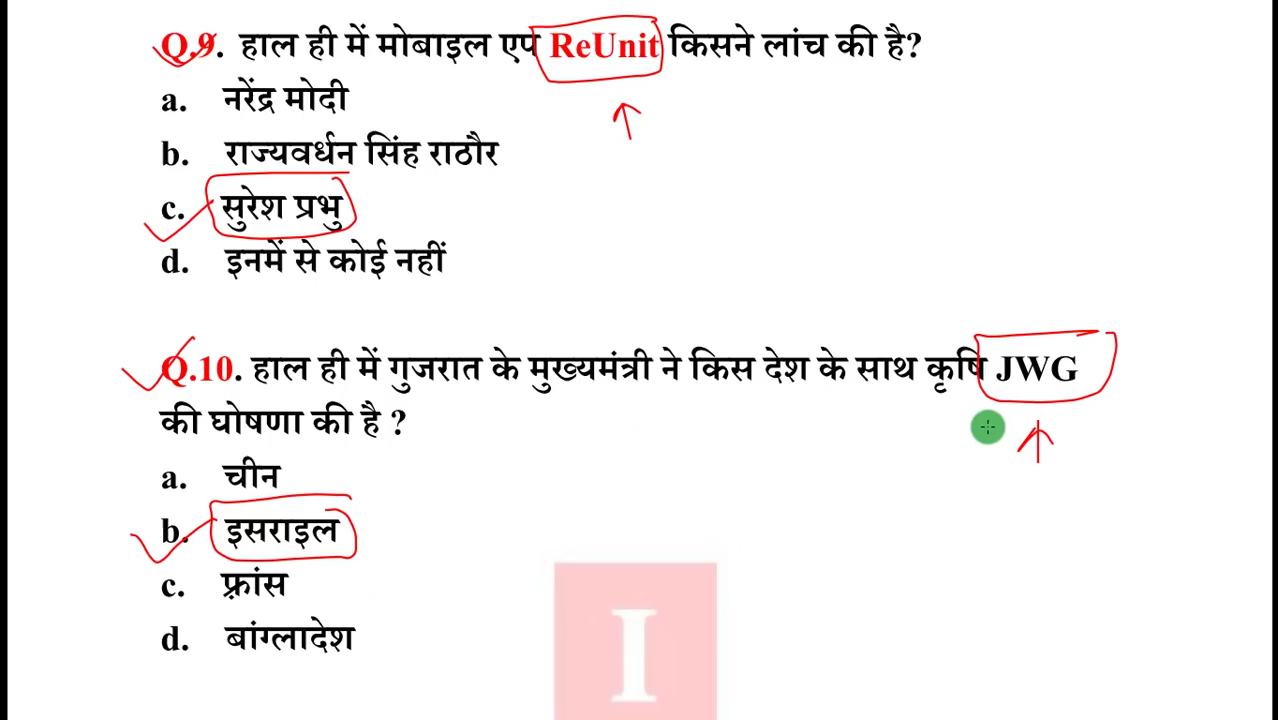 Q.9. हाल ही में मोबाइल एप ReUnit किसने लांच की है?
a. नरेंद्र मोदी
b. राज्यवर्धन सिंह राठौर
c. सुरेश प्रभु
d. इनमें से कोई नहीं
Q.10. हाल ही में गुजरात के मुख्यमंत्री ने किस देश के साथ कृषि JWG
की घोषणा की है ?
a. चीन
b. इसराइल
c. फ़्रांस
d. बांग्लादेश
I